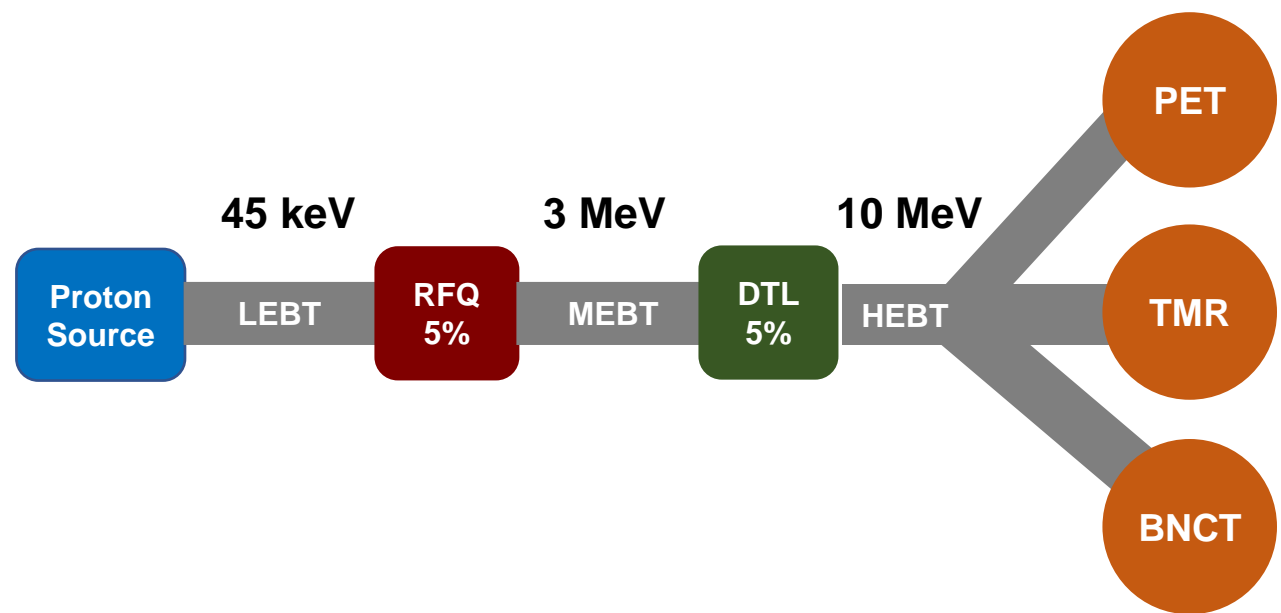 45 keV
3 MeV
10 MeV
Proton
Source
LEBT
RFQ
5%
MEBT
DTL
5%
HEBT
PET
TMR
BNCT